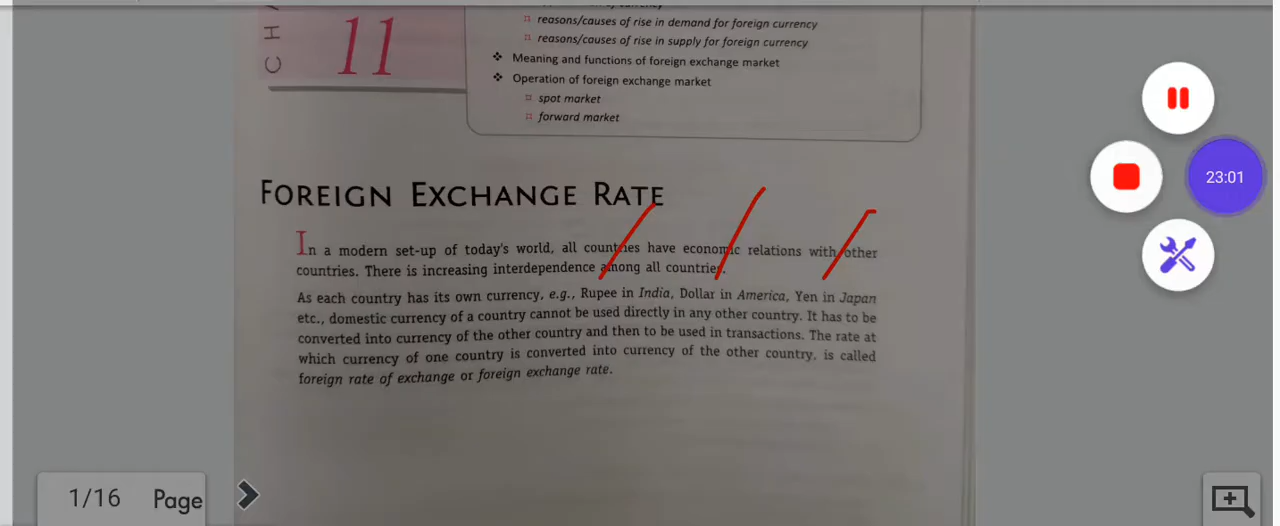 CHA
11
reasons/causes of rise in demand for foreign currency
reasons/causes of rise in supply for foreign currency
Meaning and functions of foreign exchange market
Operation of foreign exchange market
spot market
forward market
FOREIGN EXCHANGE RATE
In a modern set-up of today's world, all countries have economic relations with other
countries. There is increasing interdependence among all countries.
As each country has its own currency, e.g., Rupee in India, Dollar in America, Yen in Japan
etc., domestic currency of a country cannot be used directly in any other country. It has to be
converted into currency of the other country and then to be used in transactions. The rate at
which currency of one country is converted into currency of the other country, is called
foreign rate of exchange or foreign exchange rate.
23:01
1/16 Page